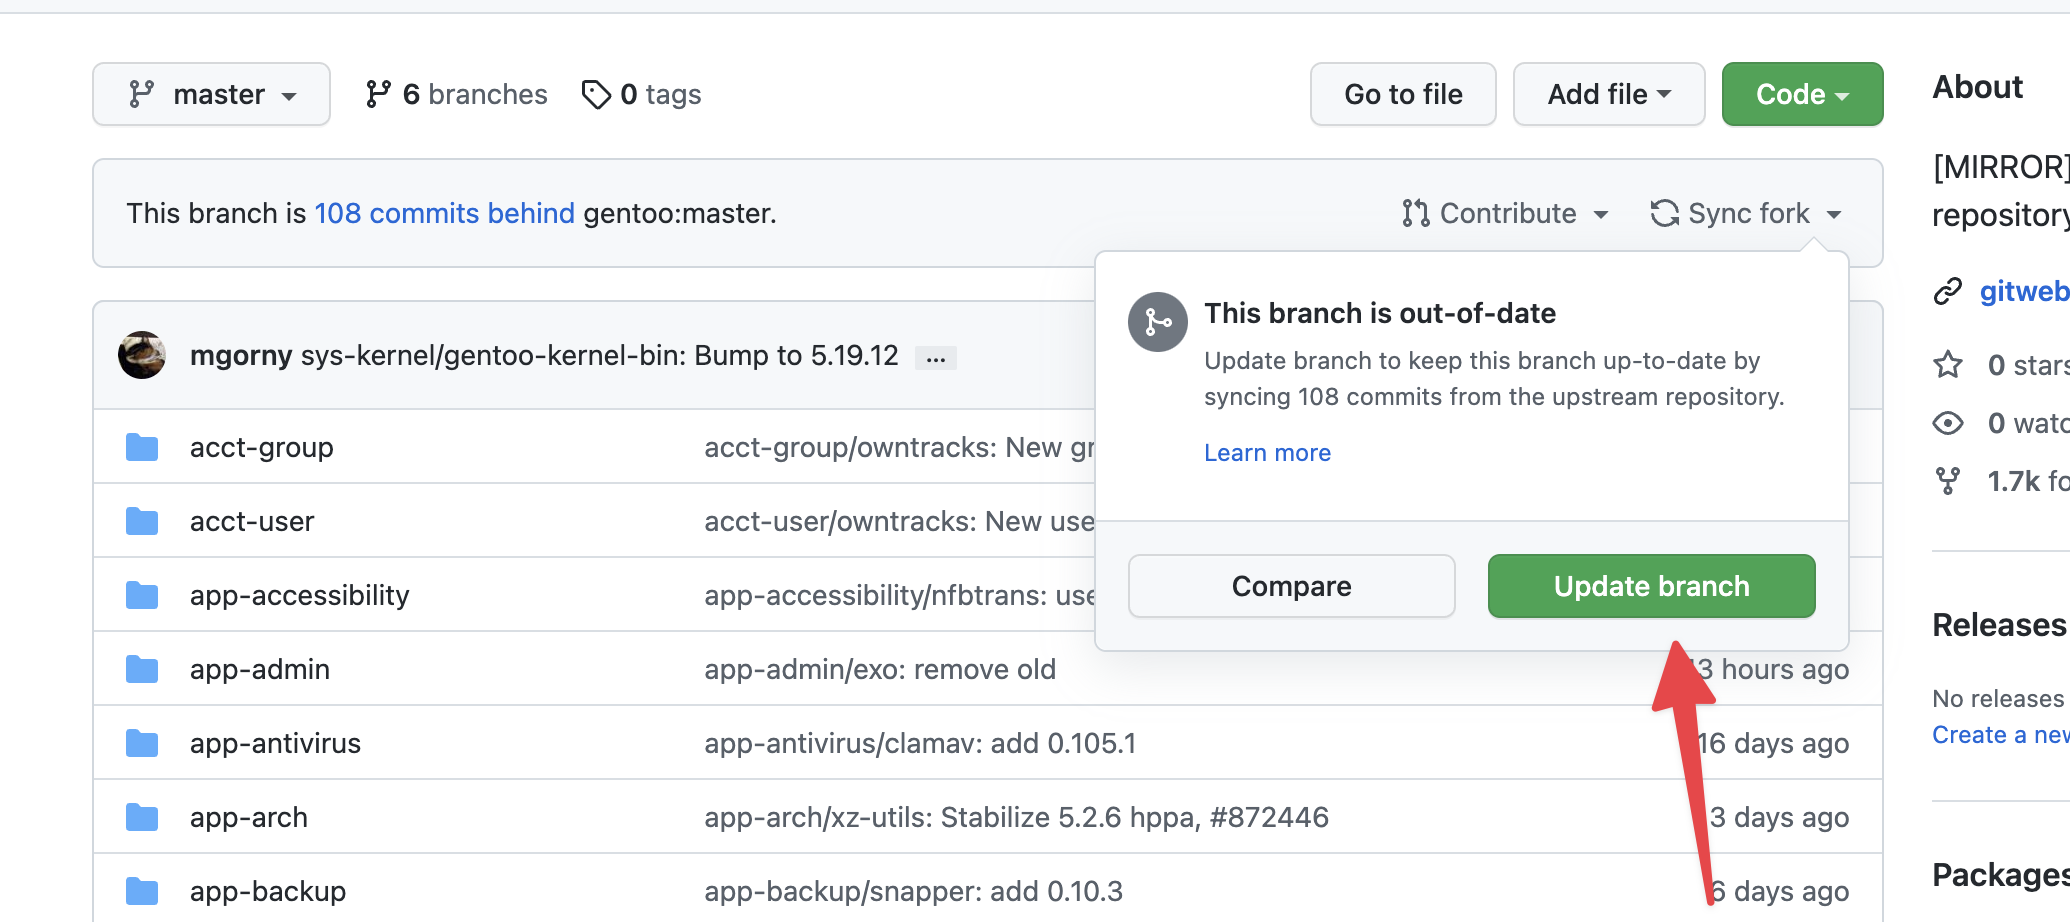 master 6 branches 0 tags Go to file Add file Code
This branch is 108 commits behind gentoo:master. Contribute Sync fork
This branch is out-of-date
Update branch to keep this branch up-to-date by
syncing 108 commits from the upstream repository.
Learn more
Compare Update branch
mgorny sys-kernel/gentoo-kernel-bin: Bump to 5.19.12 ...
acct-group acct-group/owntracks: New gr
acct-user acct-user/owntracks: New use
app-accessibility app-accessibility/nfbtrans: use
app-admin app-admin/exo: remove old 13 hours ago
app-antivirus app-antivirus/clamav: add 0.105.1 16 days ago
app-arch app-arch/xz-utils: Stabilize 5.2.6 hppa, #872446 3 days ago
app-backup app-backup/snapper: add 0.10.3 6 days ago
About
[MIRROR]
repository
gitweb
0 stars
0 watc
1.7k fo
Releases
No releases
Create a new
Packages